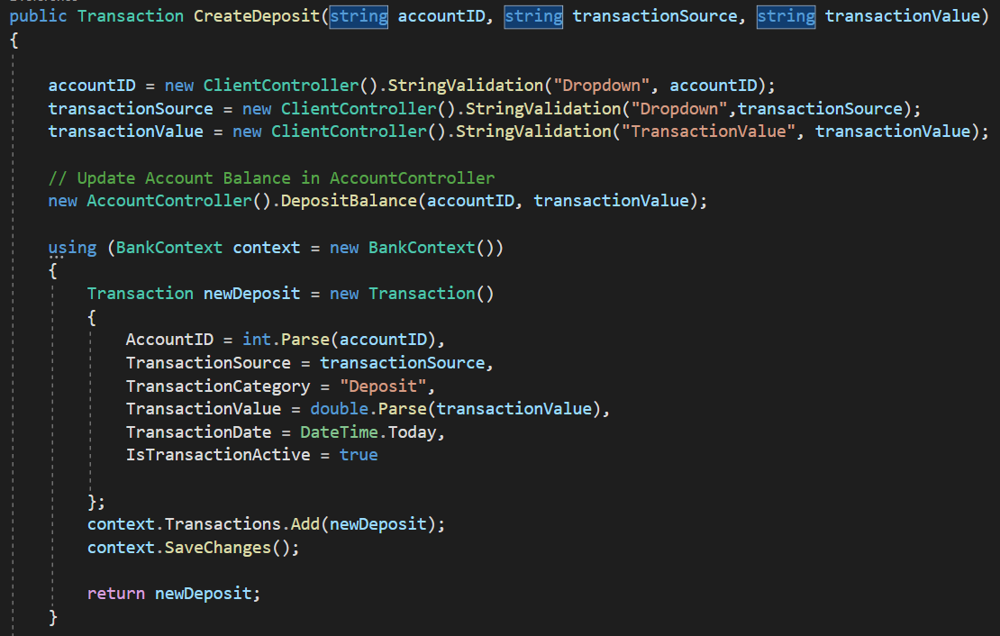 public Transaction CreateDeposit(string accountID, string transactionSource, string transactionValue)
{
accountID = new ClientController().StringValidation("Dropdown", accountID);
transactionSource = new ClientController().StringValidation("Dropdown",transactionSource);
transactionValue = new ClientController().StringValidation("TransactionValue", transactionValue);
// Update Account Balance in AccountController
new AccountController().DepositBalance(accountID, transactionValue);
using (BankContext context = new BankContext())
{
Transaction newDeposit = new Transaction()
{
AccountID = int.Parse(accountID),
TransactionSource = transactionSource,
TransactionCategory = "Deposit",
TransactionValue = double.Parse(transactionValue),
TransactionDate = DateTime.Today,
IsTransactionActive = true
};
context.Transactions.Add(newDeposit);
context.SaveChanges();
return newDeposit;
}